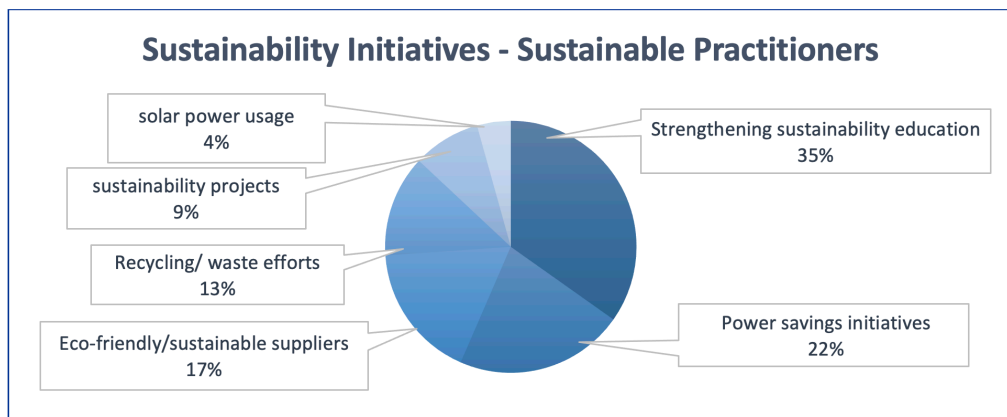 Sustainability Initiatives - Sustainable Practitioners
solar power usage
4%
Strengthening sustainability education
35%
sustainability projects
9%
Recycling/ waste efforts
13%
Power savings initiatives
22%
Eco-friendly/sustainable suppliers
17%